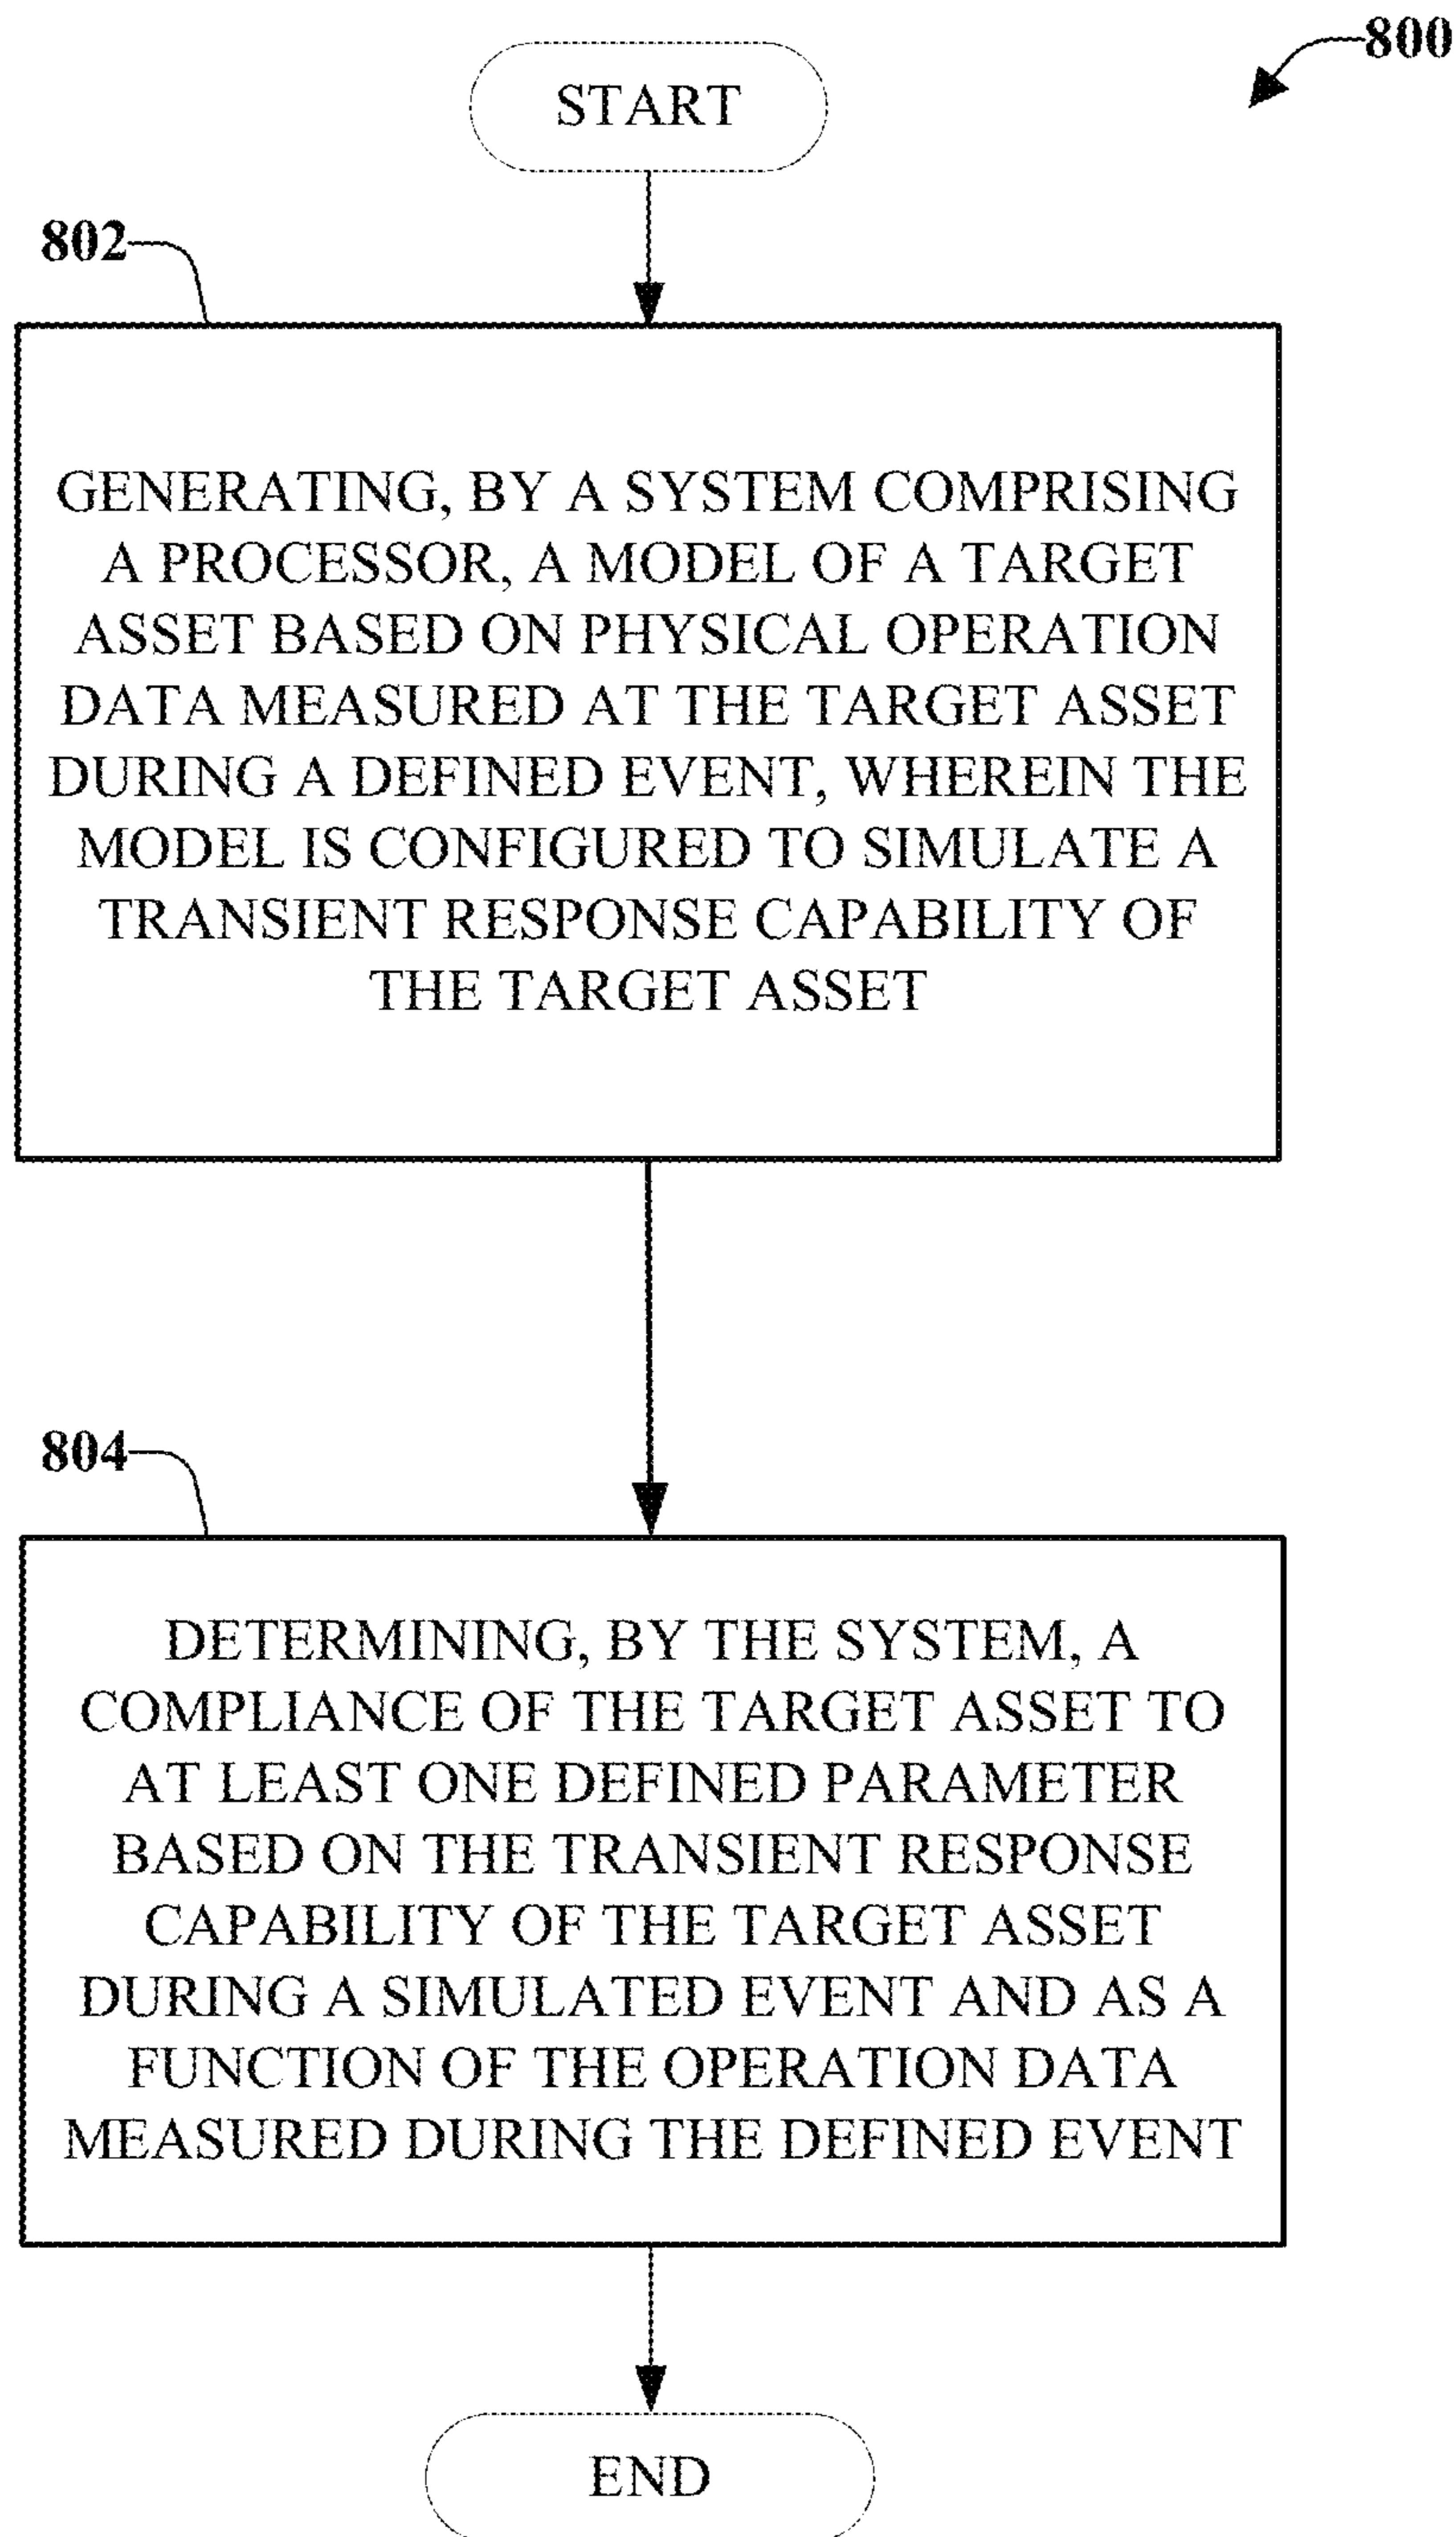 800
START
802
GENERATING, BY A SYSTEM COMPRISING
A PROCESSOR, A MODEL OF A TARGET
ASSET BASED ON PHYSICAL OPERATION
DATA MEASURED AT THE TARGET ASSET
DURING A DEFINED EVENT, WHEREIN THE
MODEL IS CONFIGURED TO SIMULATE A
TRANSIENT RESPONSE CAPABILITY OF
THE TARGET ASSET
804
DETERMINING, BY THE SYSTEM, A
COMPLIANCE OF THE TARGET ASSET TO
AT LEAST ONE DEFINED PARAMETER
BASED ON THE TRANSIENT RESPONSE
CAPABILITY OF THE TARGET ASSET
DURING A SIMULATED EVENT AND AS A
FUNCTION OF THE OPERATION DATA
MEASURED DURING THE DEFINED EVENT
END